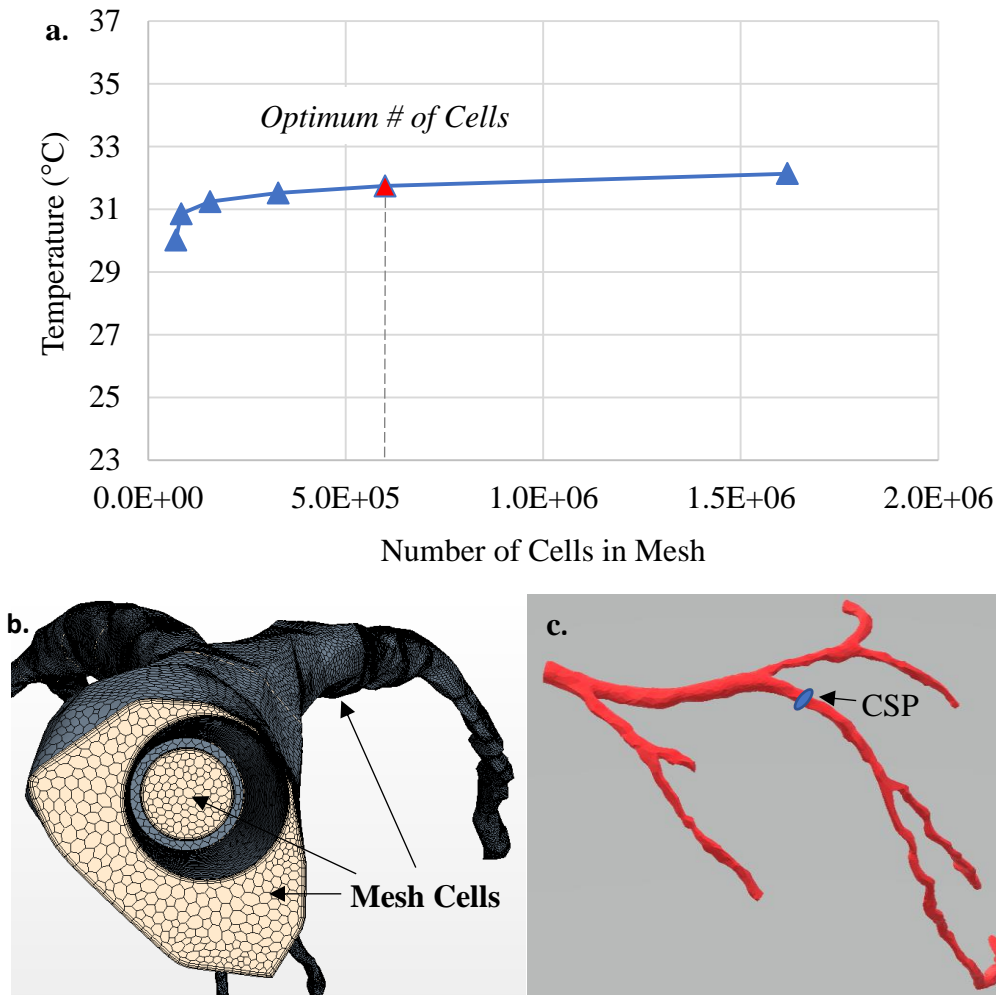 a.
37
35
33
31
29
27
25
23
Temperature (°C)
Optimum # of Cells
0.0E+00 5.0E+05 1.0E+06 1.5E+06 2.0E+06
Number of Cells in Mesh
b.
Mesh Cells
c.
CSP